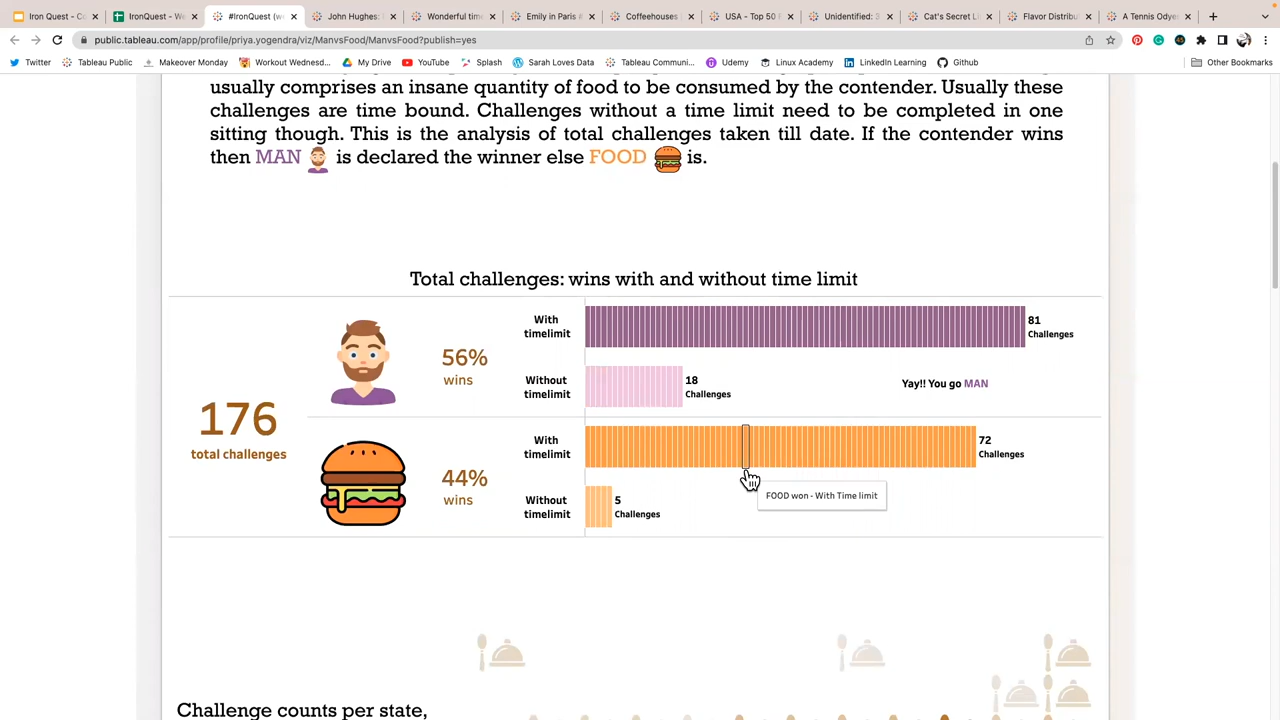 Iron Quest - Co
IronQuest - We
#IronQuest (we
John Hughes:
Wonderful time
Emily in Paris #
Coffeehouses
USA - Top 50
Unidentified: 3
Cat's Secret Li
Flavor Distribu
A Tennis Odye
public.tableau.com/app/profile/priya.yogendra/viz/ManvsFood/ManvsFood?publish=yes
Twitter
Tableau Public
Makeover Monday
Workout Wednesd...
My Drive
YouTube
Splash
Sarah Loves Data
Tableau Communi...
Udemy
Linux Academy
LinkedIn Learning
Github
Other Bookmarks
usually comprises an insane quantity of food to be consumed by the contender. Usually these
challenges are time bound. Challenges without a time limit need to be completed in one
sitting though. This is the analysis of total challenges taken till date. If the contender wins
then MAN is declared the winner else FOOD is.
Total challenges: wins with and without time limit
176
total challenges
56%
wins
With
timelimit
81
Challenges
Without
timelimit
18
Challenges
Yay!! You go MAN
44%
wins
With
timelimit
72
Challenges
FOOD won - With Time limit
Without
timelimit
5
Challenges
Challenge counts per state,